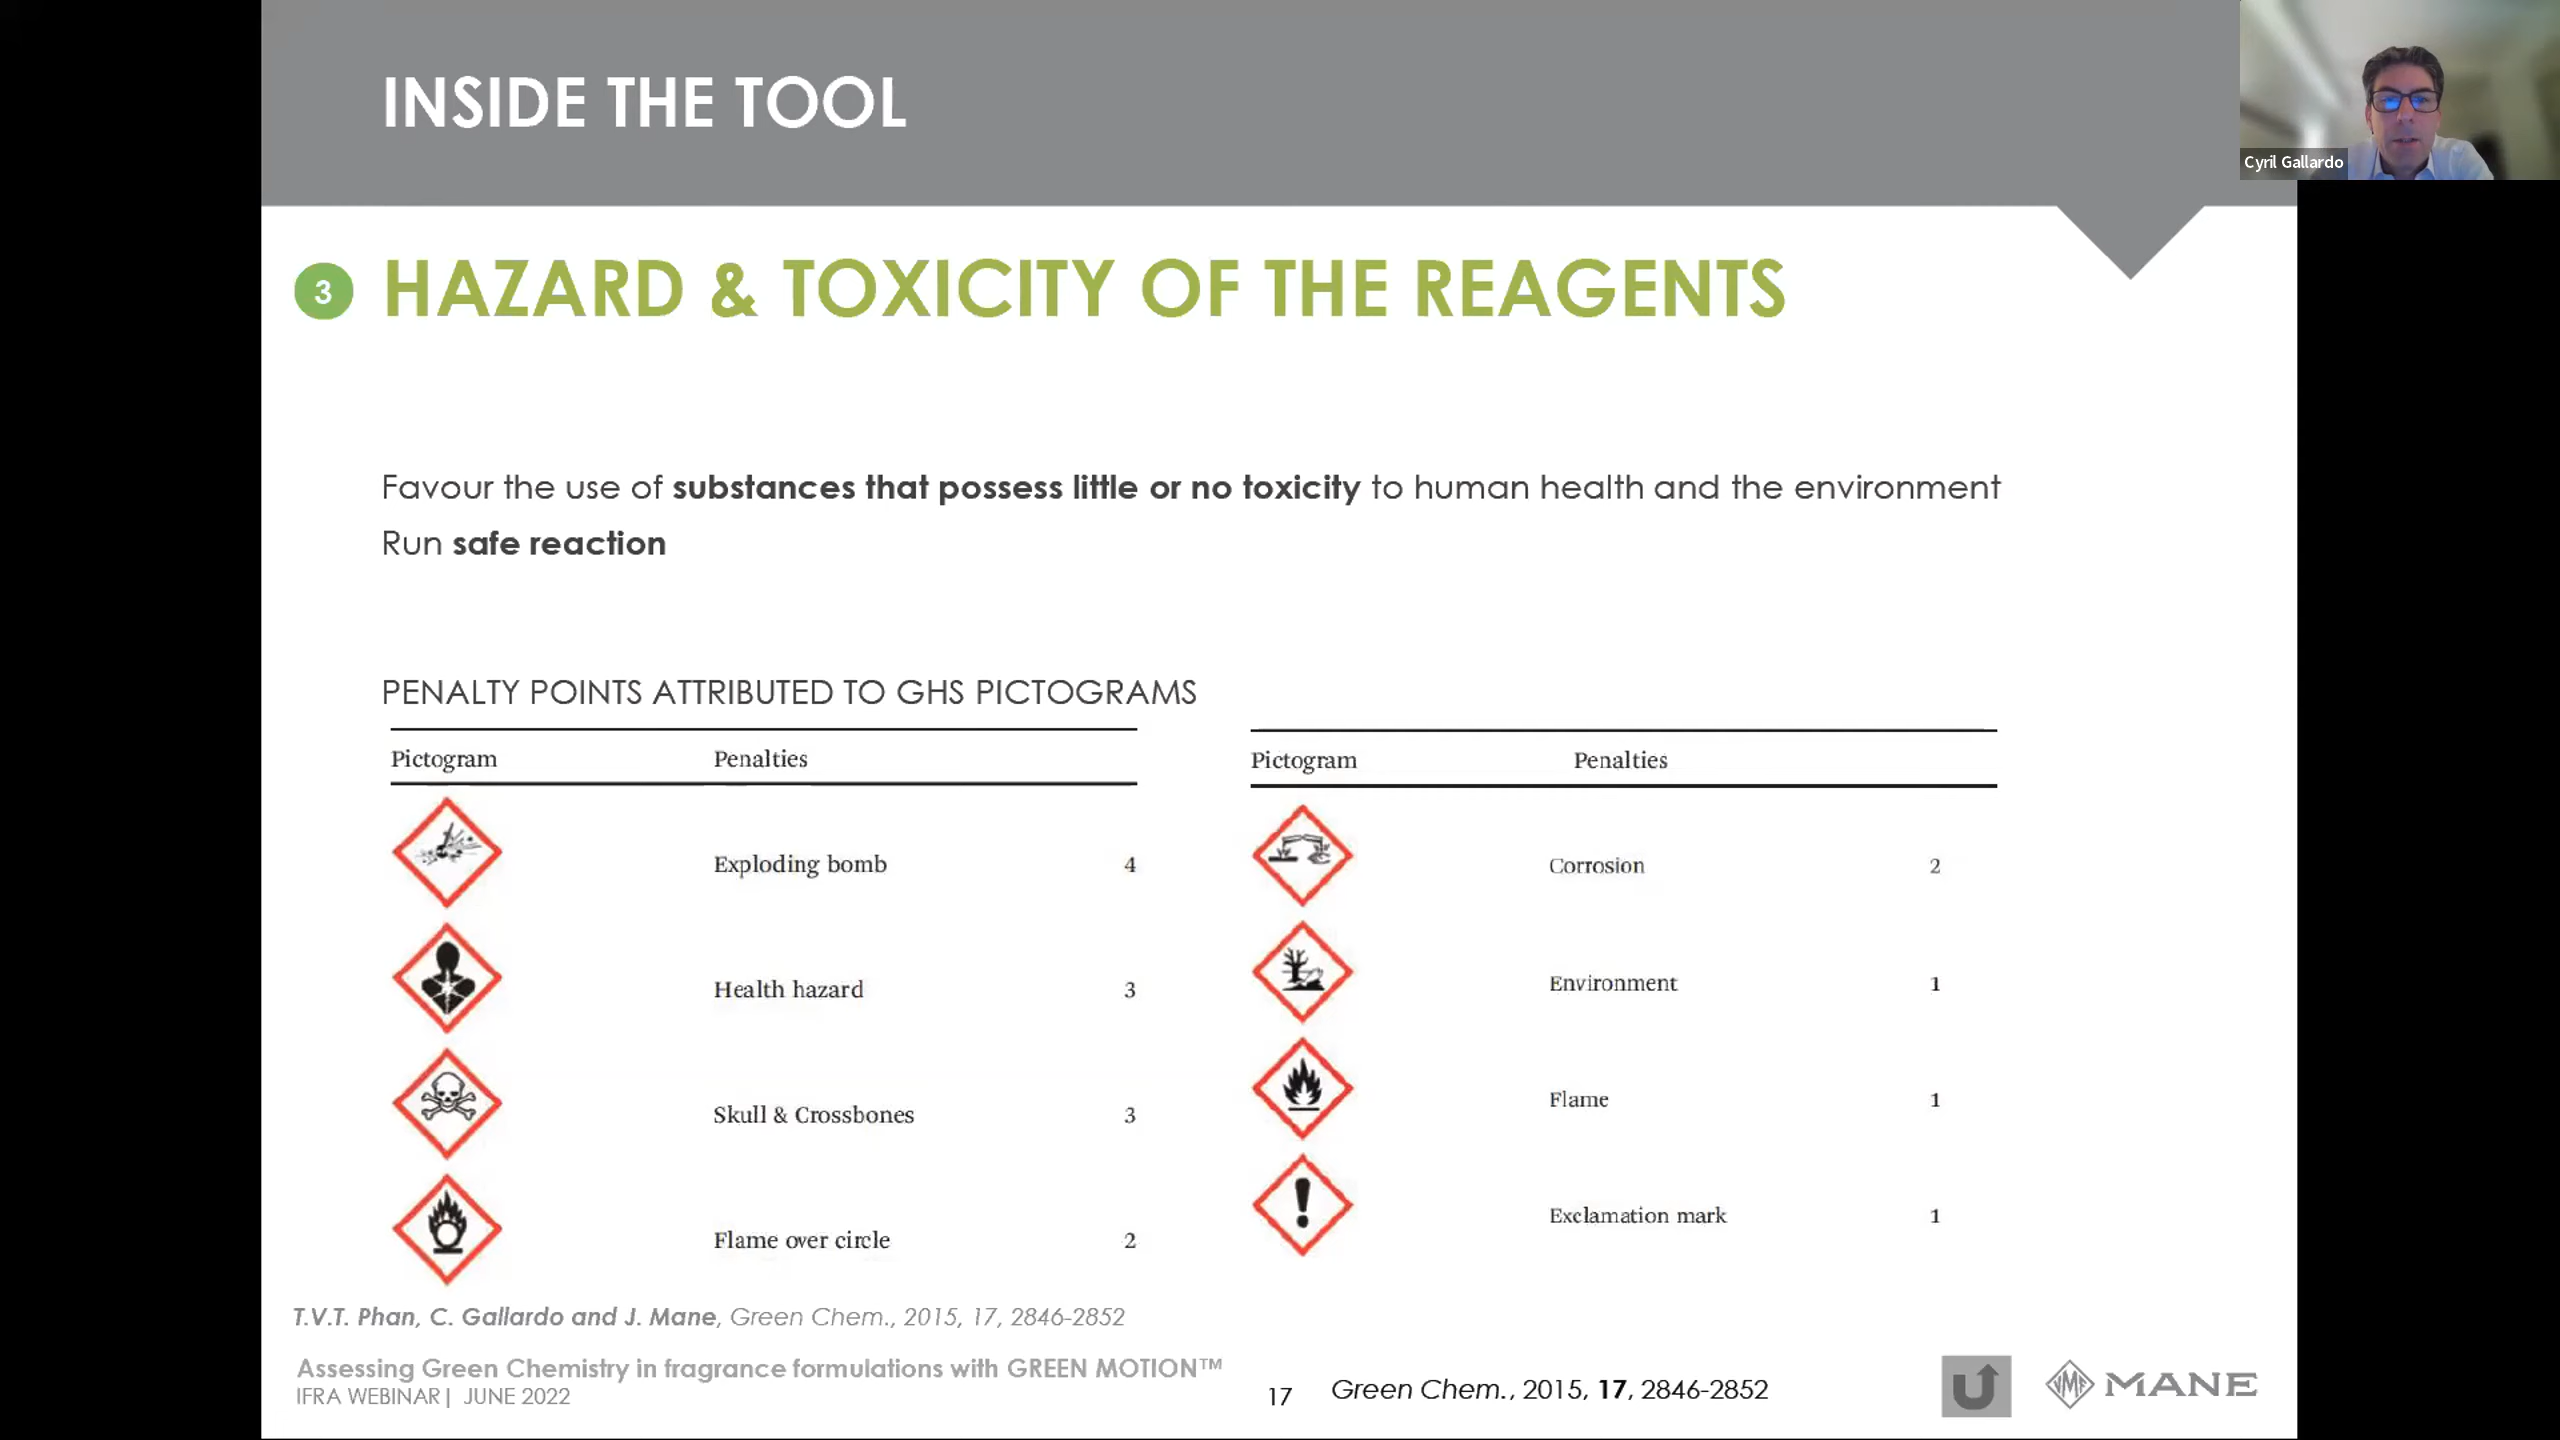 INSIDE THE TOOL
Cyril Gallardo
3 HAZARD & TOXICITY OF THE REAGENTS
Favour the use of substances that possess little or no toxicity to human health and the environment
Run safe reaction
PENALTY POINTS ATTRIBUTED TO GHS PICTOGRAMS
Pictogram Penalties
Exploding bomb 4
Health hazard 3
Skull & Crossbones 3
Flame over circle 2
Pictogram Penalties
Corrosion 2
Environment 1
Flame 1
Exclamation mark 1
T.V.T. Phan, C. Gallardo and J. Mane, Green Chem., 2015, 17, 2846-2852
Assessing Green Chemistry in fragrance formulations with GREEN MOTION™
IFRA WEBINAR| JUNE 2022
17
Green Chem., 2015, 17, 2846-2852
VMF MANE